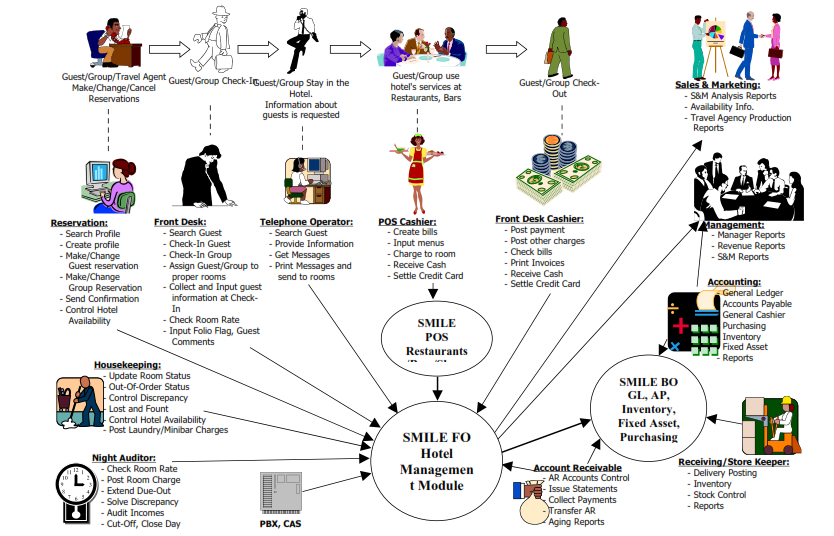 Guest/Group/Travel Agent
Make/Change/Cancel
Reservations
Guest/Group Check-In
Guest/Group Stay in the
Hotel.
Information about
guests is requested
Guest/Group use
hotel's services at
Restaurants, Bars
Guest/Group Check-
Out
Sales & Marketing:
- S&M Analysis Reports
- Availability Info.
- Travel Agency Production
Reports
Reservation:
- Search Profile
- Create profile
- Make/Change
Guest reservation
- Make/Change
Group Reservation
- Send Confirmation
- Control Hotel
Availability
Front Desk:
- Search Guest
- Check-In Guest
- Check-In Group
- Assign Guest/Group to
proper rooms
- Collect and Input guest
information at Check-
In
- Check Room Rate
- Input Folio Flag, Guest
Comments
Telephone Operator:
- Search Guest
- Provide Information
- Get Messages
- Print Messages and
send to rooms
POS Cashier:
- Create bills
- Input menus
- Charge to room
- Receive Cash
- Settle Credit Card
Front Desk Cashier:
- Post payment
- Post other charges
- Check bills
- Print Invoices
- Receive Cash
- Settle Credit Card
Management:
- Manager Reports
- Revenue Reports
- S&M Reports
Accounting:
- General Ledger
- Accounts Payable
- General Cashier
- Purchasing
- Inventory
- Fixed Asset
- Reports
SMILE
POS
Restaurants
Housekeeping:
- Update Room Status
- Out-Of-Order Status
- Control Discrepancy
- Lost and Fount
- Control Hotel Availability
- Post Laundry/Minibar Charges
SMILE BO
GL, AP,
Inventory,
Fixed Asset,
Purchasing
SMILE FO
Hotel
Managemen
t Module
Night Auditor:
- Check Room Rate
- Post Room Charge
- Extend Due-Out
- Solve Discrepancy
- Audit Incomes
- Cut-Off, Close Day
PBX, CAS
Account Receivable
- AR Accounts Control
- Issue Statements
- Collect Payments
- Transfer AR
- Aging Reports
Receiving/Store Keeper:
- Delivery Posting
- Inventory
- Stock Control
- Reports